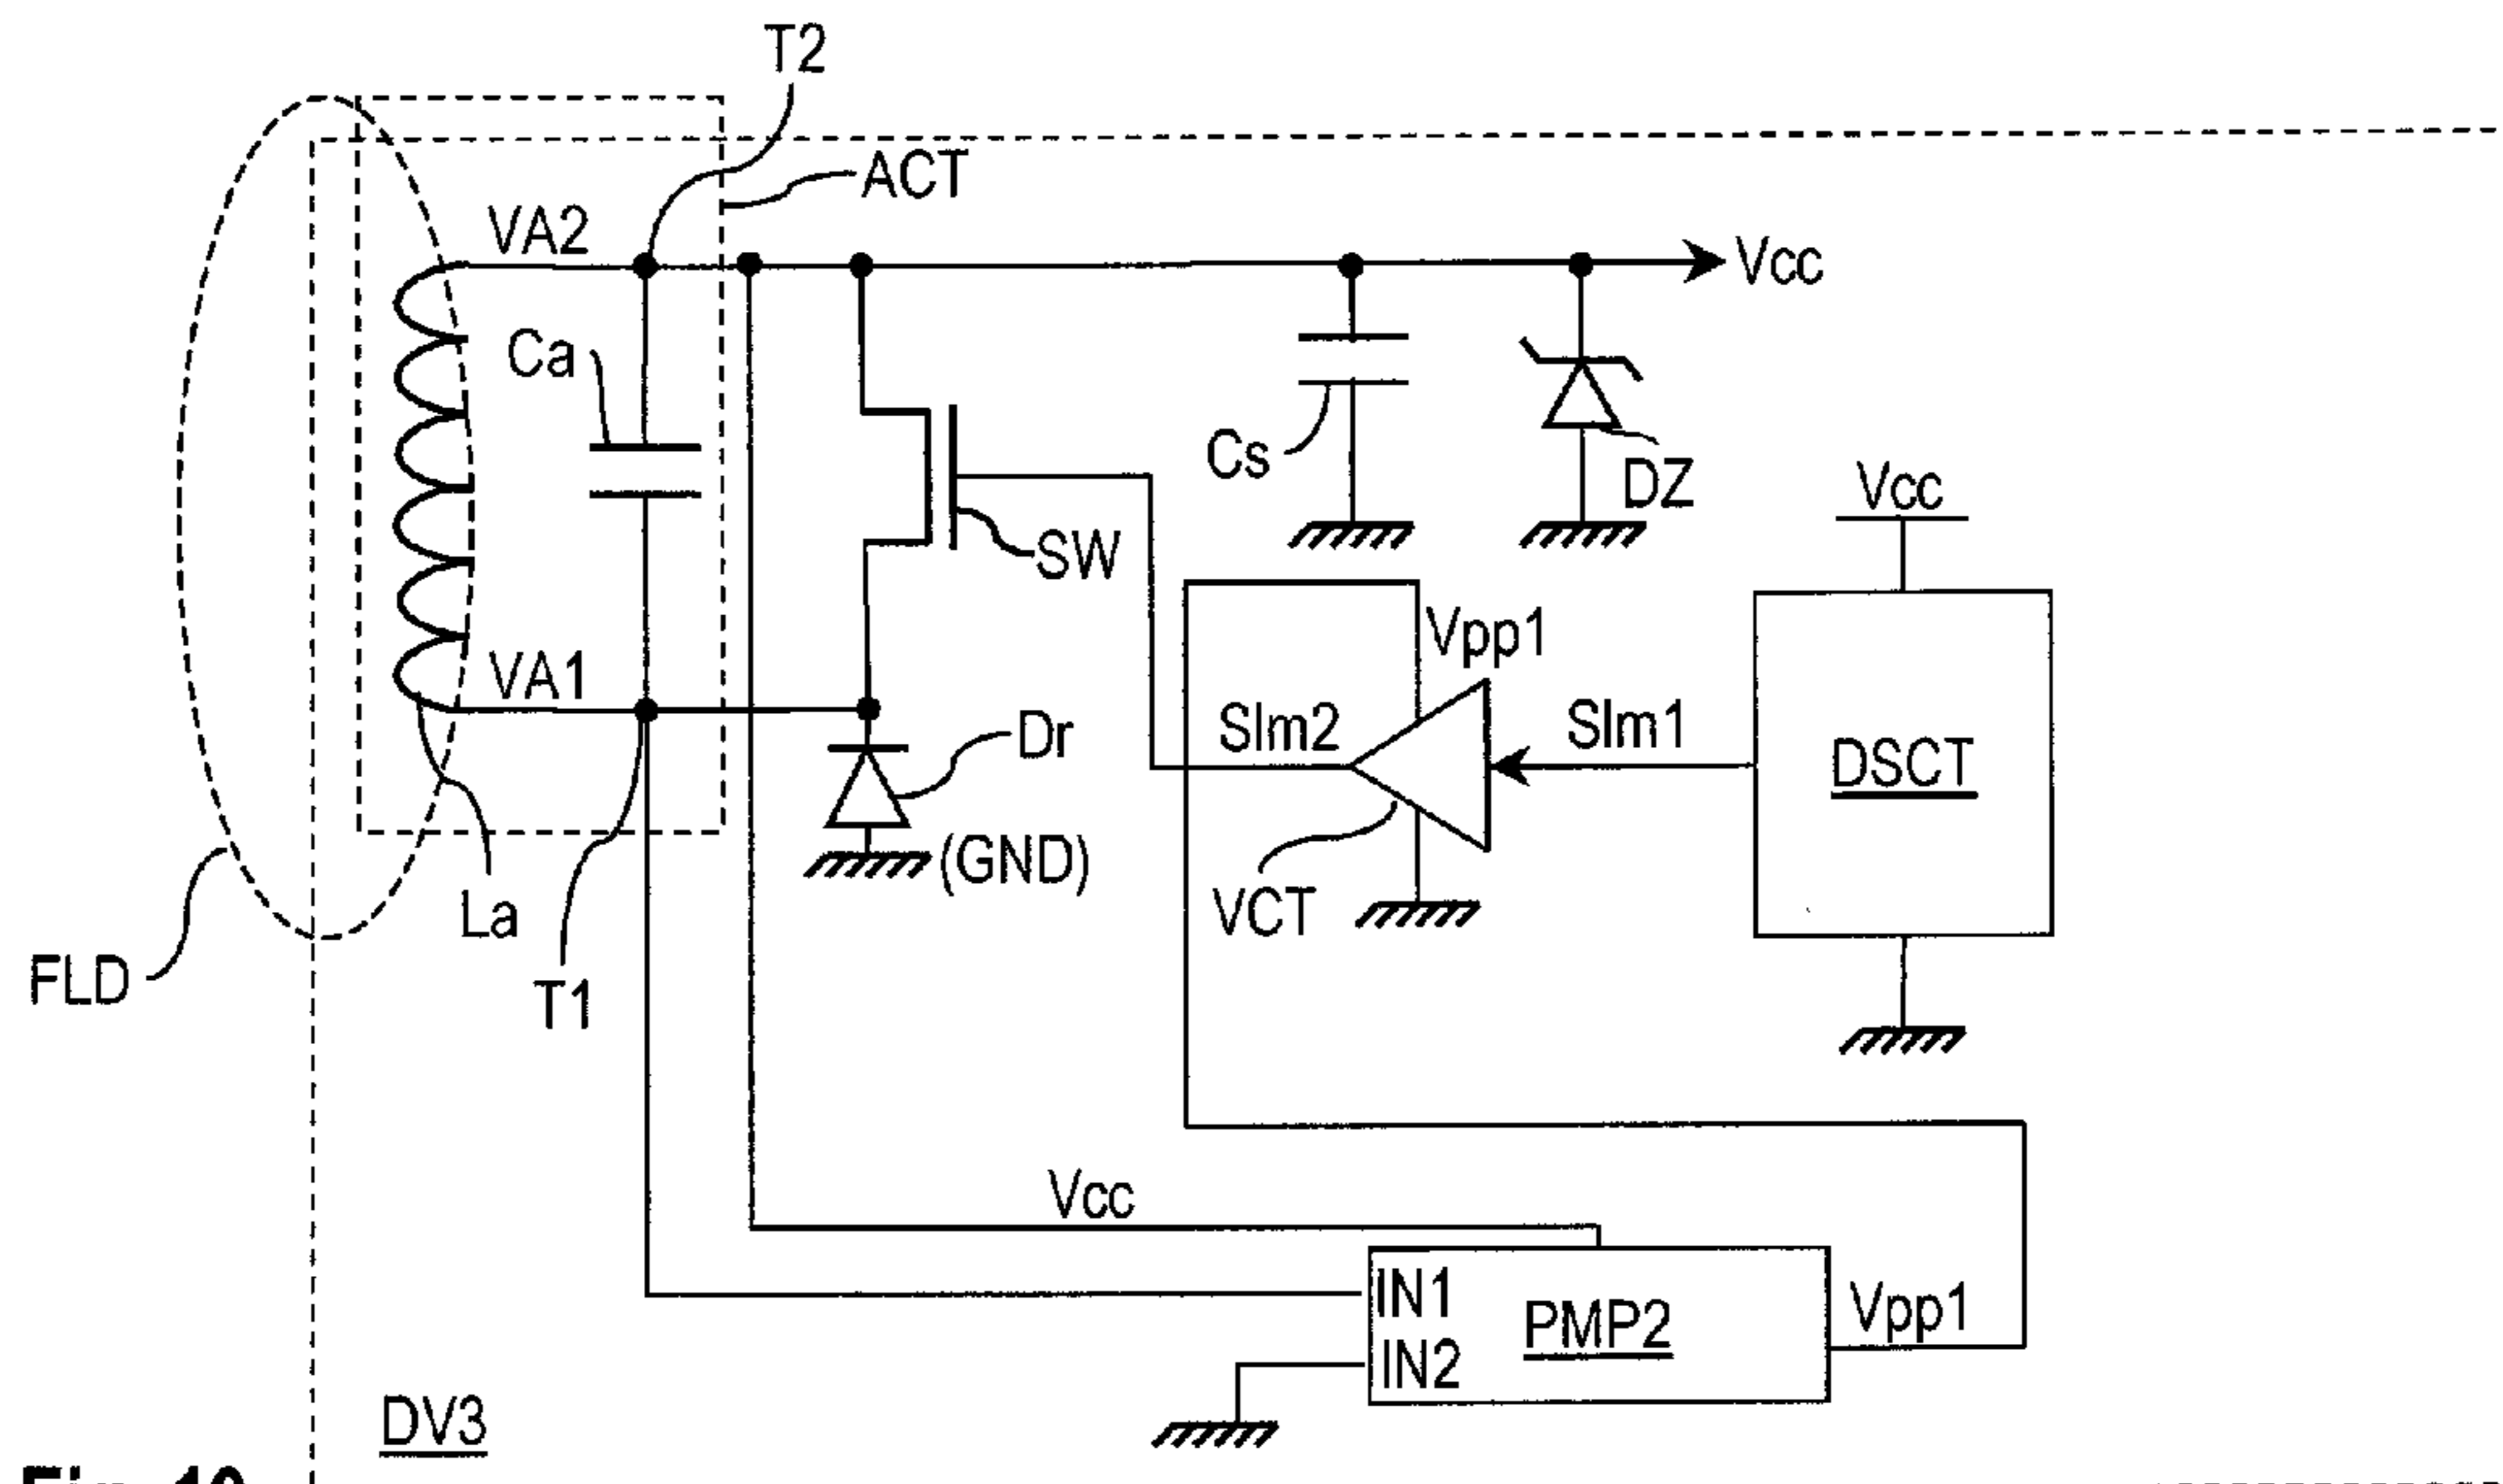 T2
ACT
VA2
Vcc
Ca
Cs
DZ
Vcc
SW
Vpp1
VA1
Slm2
Slm1
Dr
DSCT
(GND)
VCT
La
FLD
T1
Vcc
IN1
PMP2
Vpp1
IN2
DV3